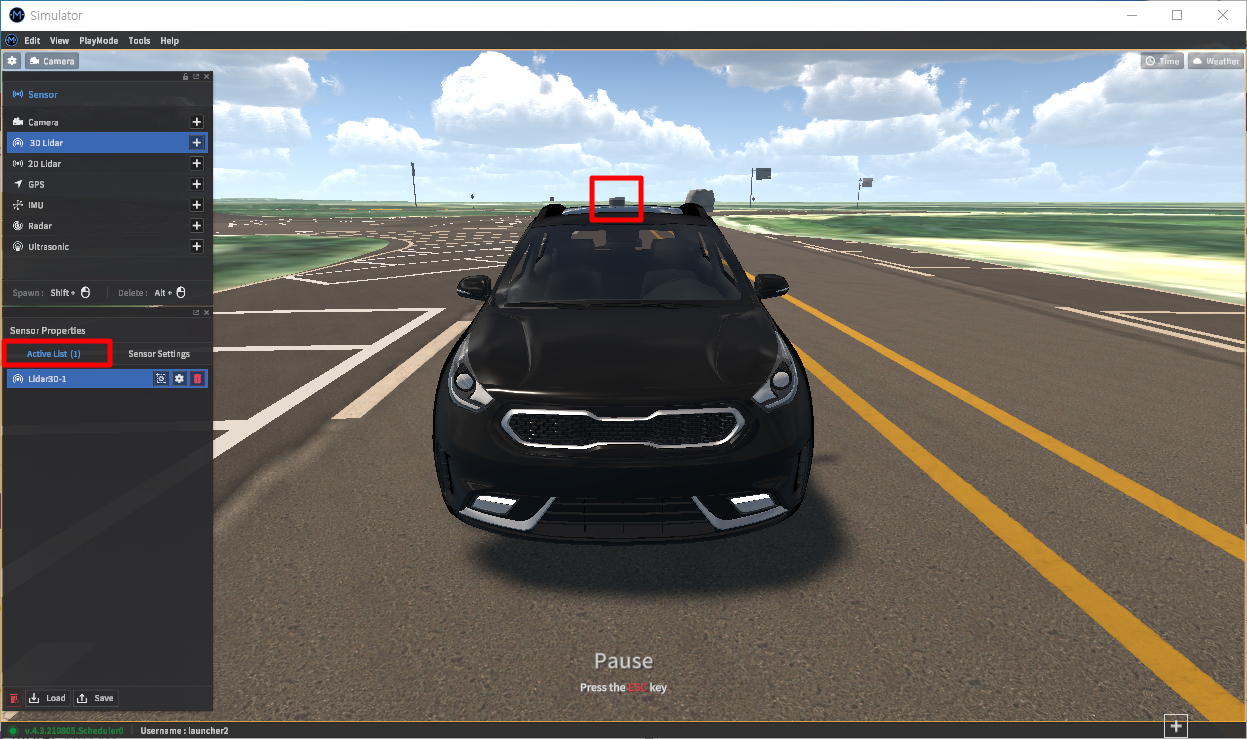 Simulator
Edit View PlayMode Tools Help
Camera
Time
Weather
Sensor
Camera
3D Lidar
2D Lidar
GPS
IMU
Radar
Ultrasonic
Spawn : Shift + Delete : Alt +
Sensor Properties
Active List (1) Sensor Settings
Lidar3D-1
Pause
Press the ESC key
Load Save
v.4.3.210805.Scheduler0 Username : launcher2